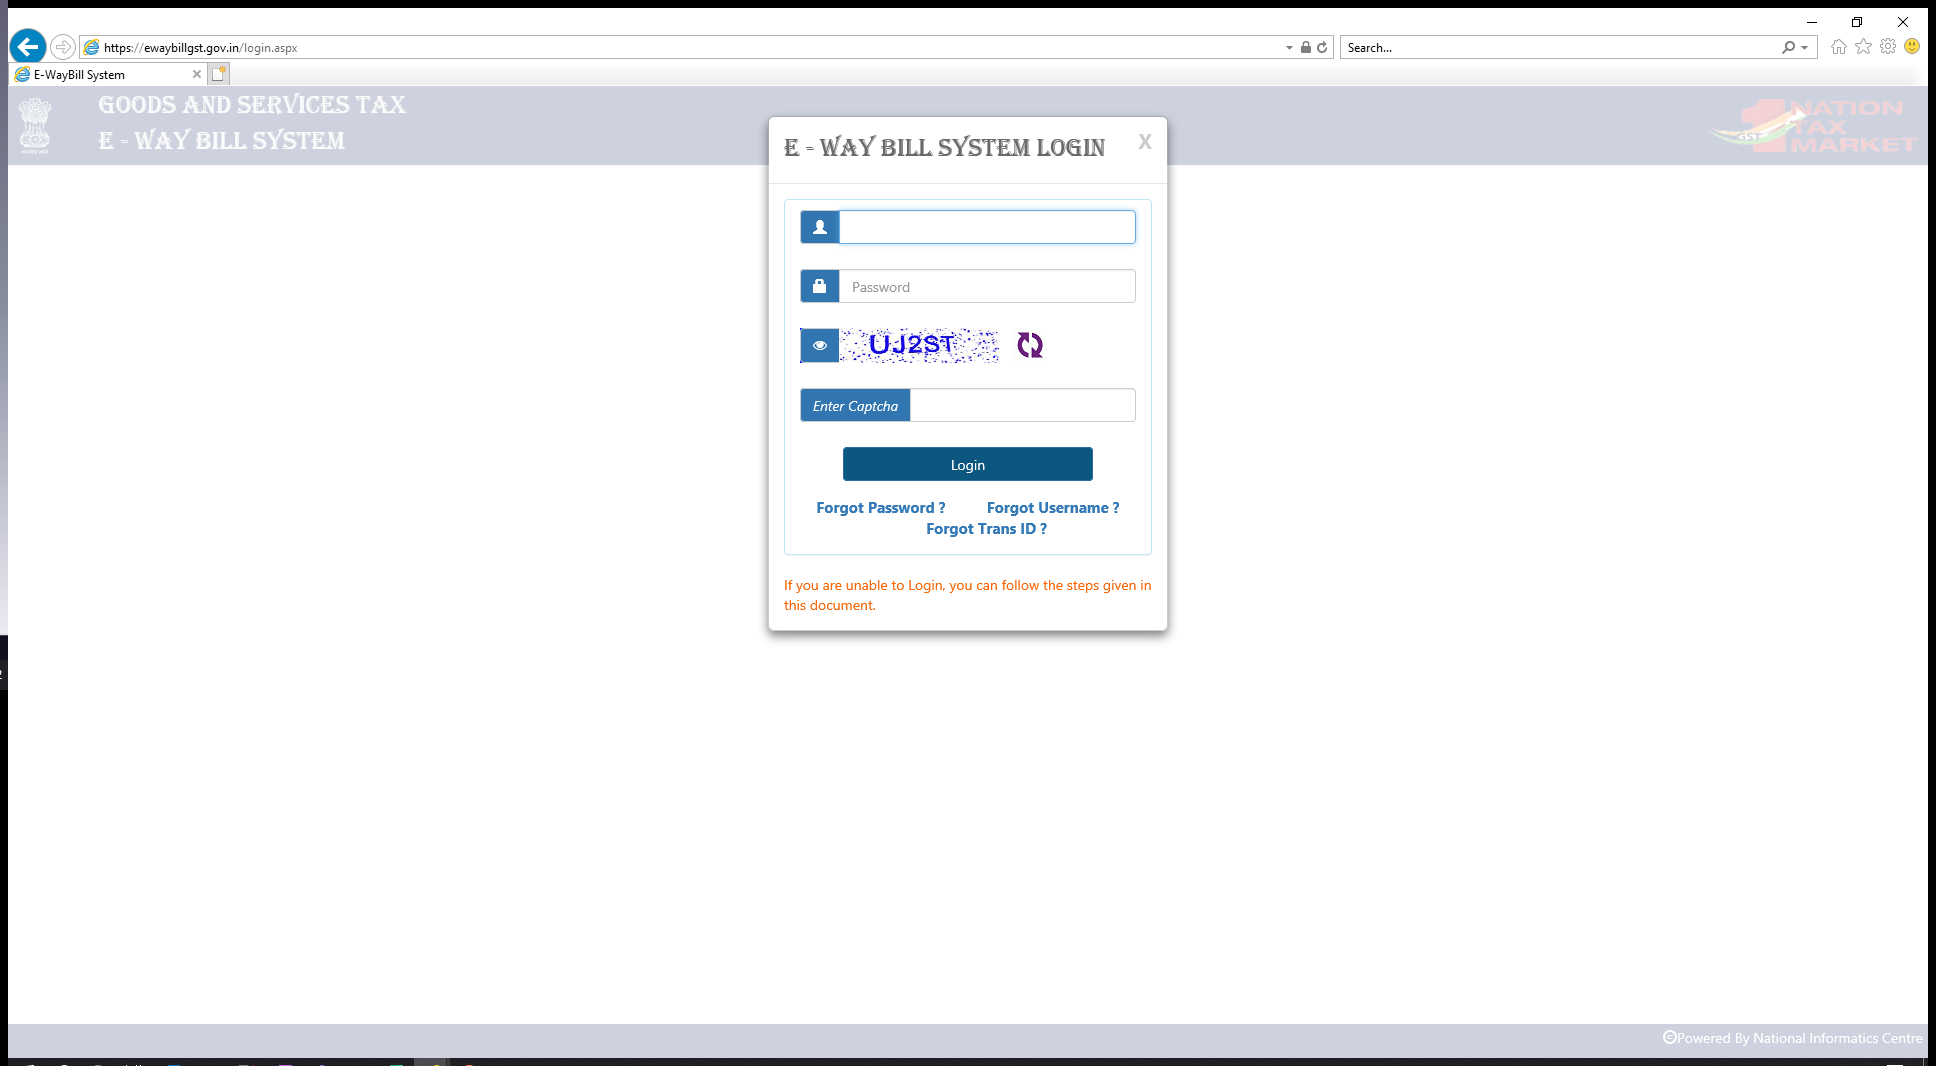 https://ewaybillgst.gov.in/login.aspx
Search...
E-WayBill System
GOODS AND SERVICES TAX
E - WAY BILL SYSTEM
GST
1 NATION
TAX
MARKET
E - WAY BILL SYSTEM LOGIN
X
Password
UJ2ST
Enter Captcha
Login
Forgot Password ?
Forgot Username ?
Forgot Trans ID ?
If you are unable to Login, you can follow the steps given in
this document.
©Powered By National Informatics Centre